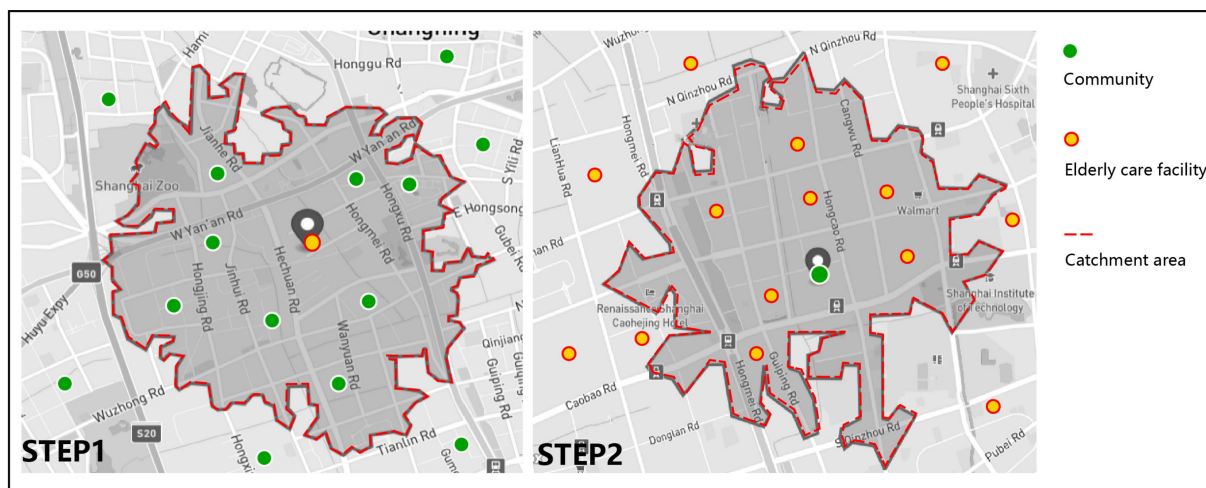 Changning
Hami
Honggu Rd
Jianhe Rd
W Yan'an Rd
S Yili Rd
Shanghai Zoo
W Yan'an Rd
Hongxu Rd
E Hongsong
Hongmei Rd
Gubei Rd
G50
Hechuan Rd
Jinhui Rd
Hongjing Rd
Huyu Expy
Wanyuan Rd
Qinjiang
Guiping Rd
Wuzhong Rd
S20
Tianlin Rd
Hongxi
STEP1
Wuzhong
N Qinzhou Rd
N Qinzhou Rd
Cangwu Rd
Shanghai Sixth
People's Hospital
Hongmei Rd
LianHua Rd
Walmart
Hongcao Rd
nan Rd
Renaissance Shanghai
Caohejing Hotel
Shanghai Institute
of Technology
Guiping Rd
Hongmei Rd
Caobao Rd
Donglan Rd
S Qinzhou Rd
Pubei Rd
STEP2
Community
Elderly care facility
Catchment area